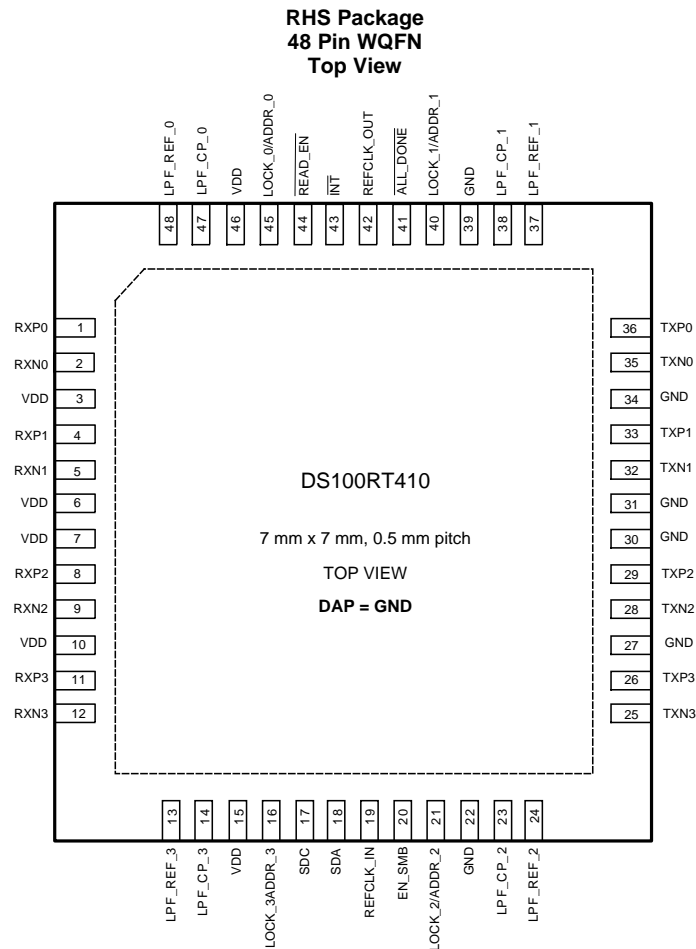 RHS Package
48 Pin WQFN
Top View
LPF_REF_0
LPF_CP_0
VDD
LOCK_0/ADDR_0
READ_EN
INT
REFCLK_OUT
ALL_DONE
LOCK_1/ADDR_1
GND
LPF_CP_1
LPF_REF_1
48
47
46
45
44
43
42
41
40
39
38
37
RXP0 1
RXN0 2
VDD 3
RXP1 4
RXN1 5
VDD 6
VDD 7
RXP2 8
RXN2 9
VDD 10
RXP3 11
RXN3 12
DS100RT410
7 mm x 7 mm, 0.5 mm pitch
TOP VIEW
DAP = GND
36 TXP0
35 TXN0
34 GND
33 TXP1
32 TXN1
31 GND
30 GND
29 TXP2
28 TXN2
27 GND
26 TXP3
25 TXN3
13
14
15
16
17
18
19
20
21
22
23
24
LPF_REF_3
LPF_CP_3
VDD
LOCK_3ADDR_3
SDC
SDA
REFCLK_IN
EN_SMB
LOCK_2/ADDR_2
GND
LPF_CP_2
LPF_REF_2